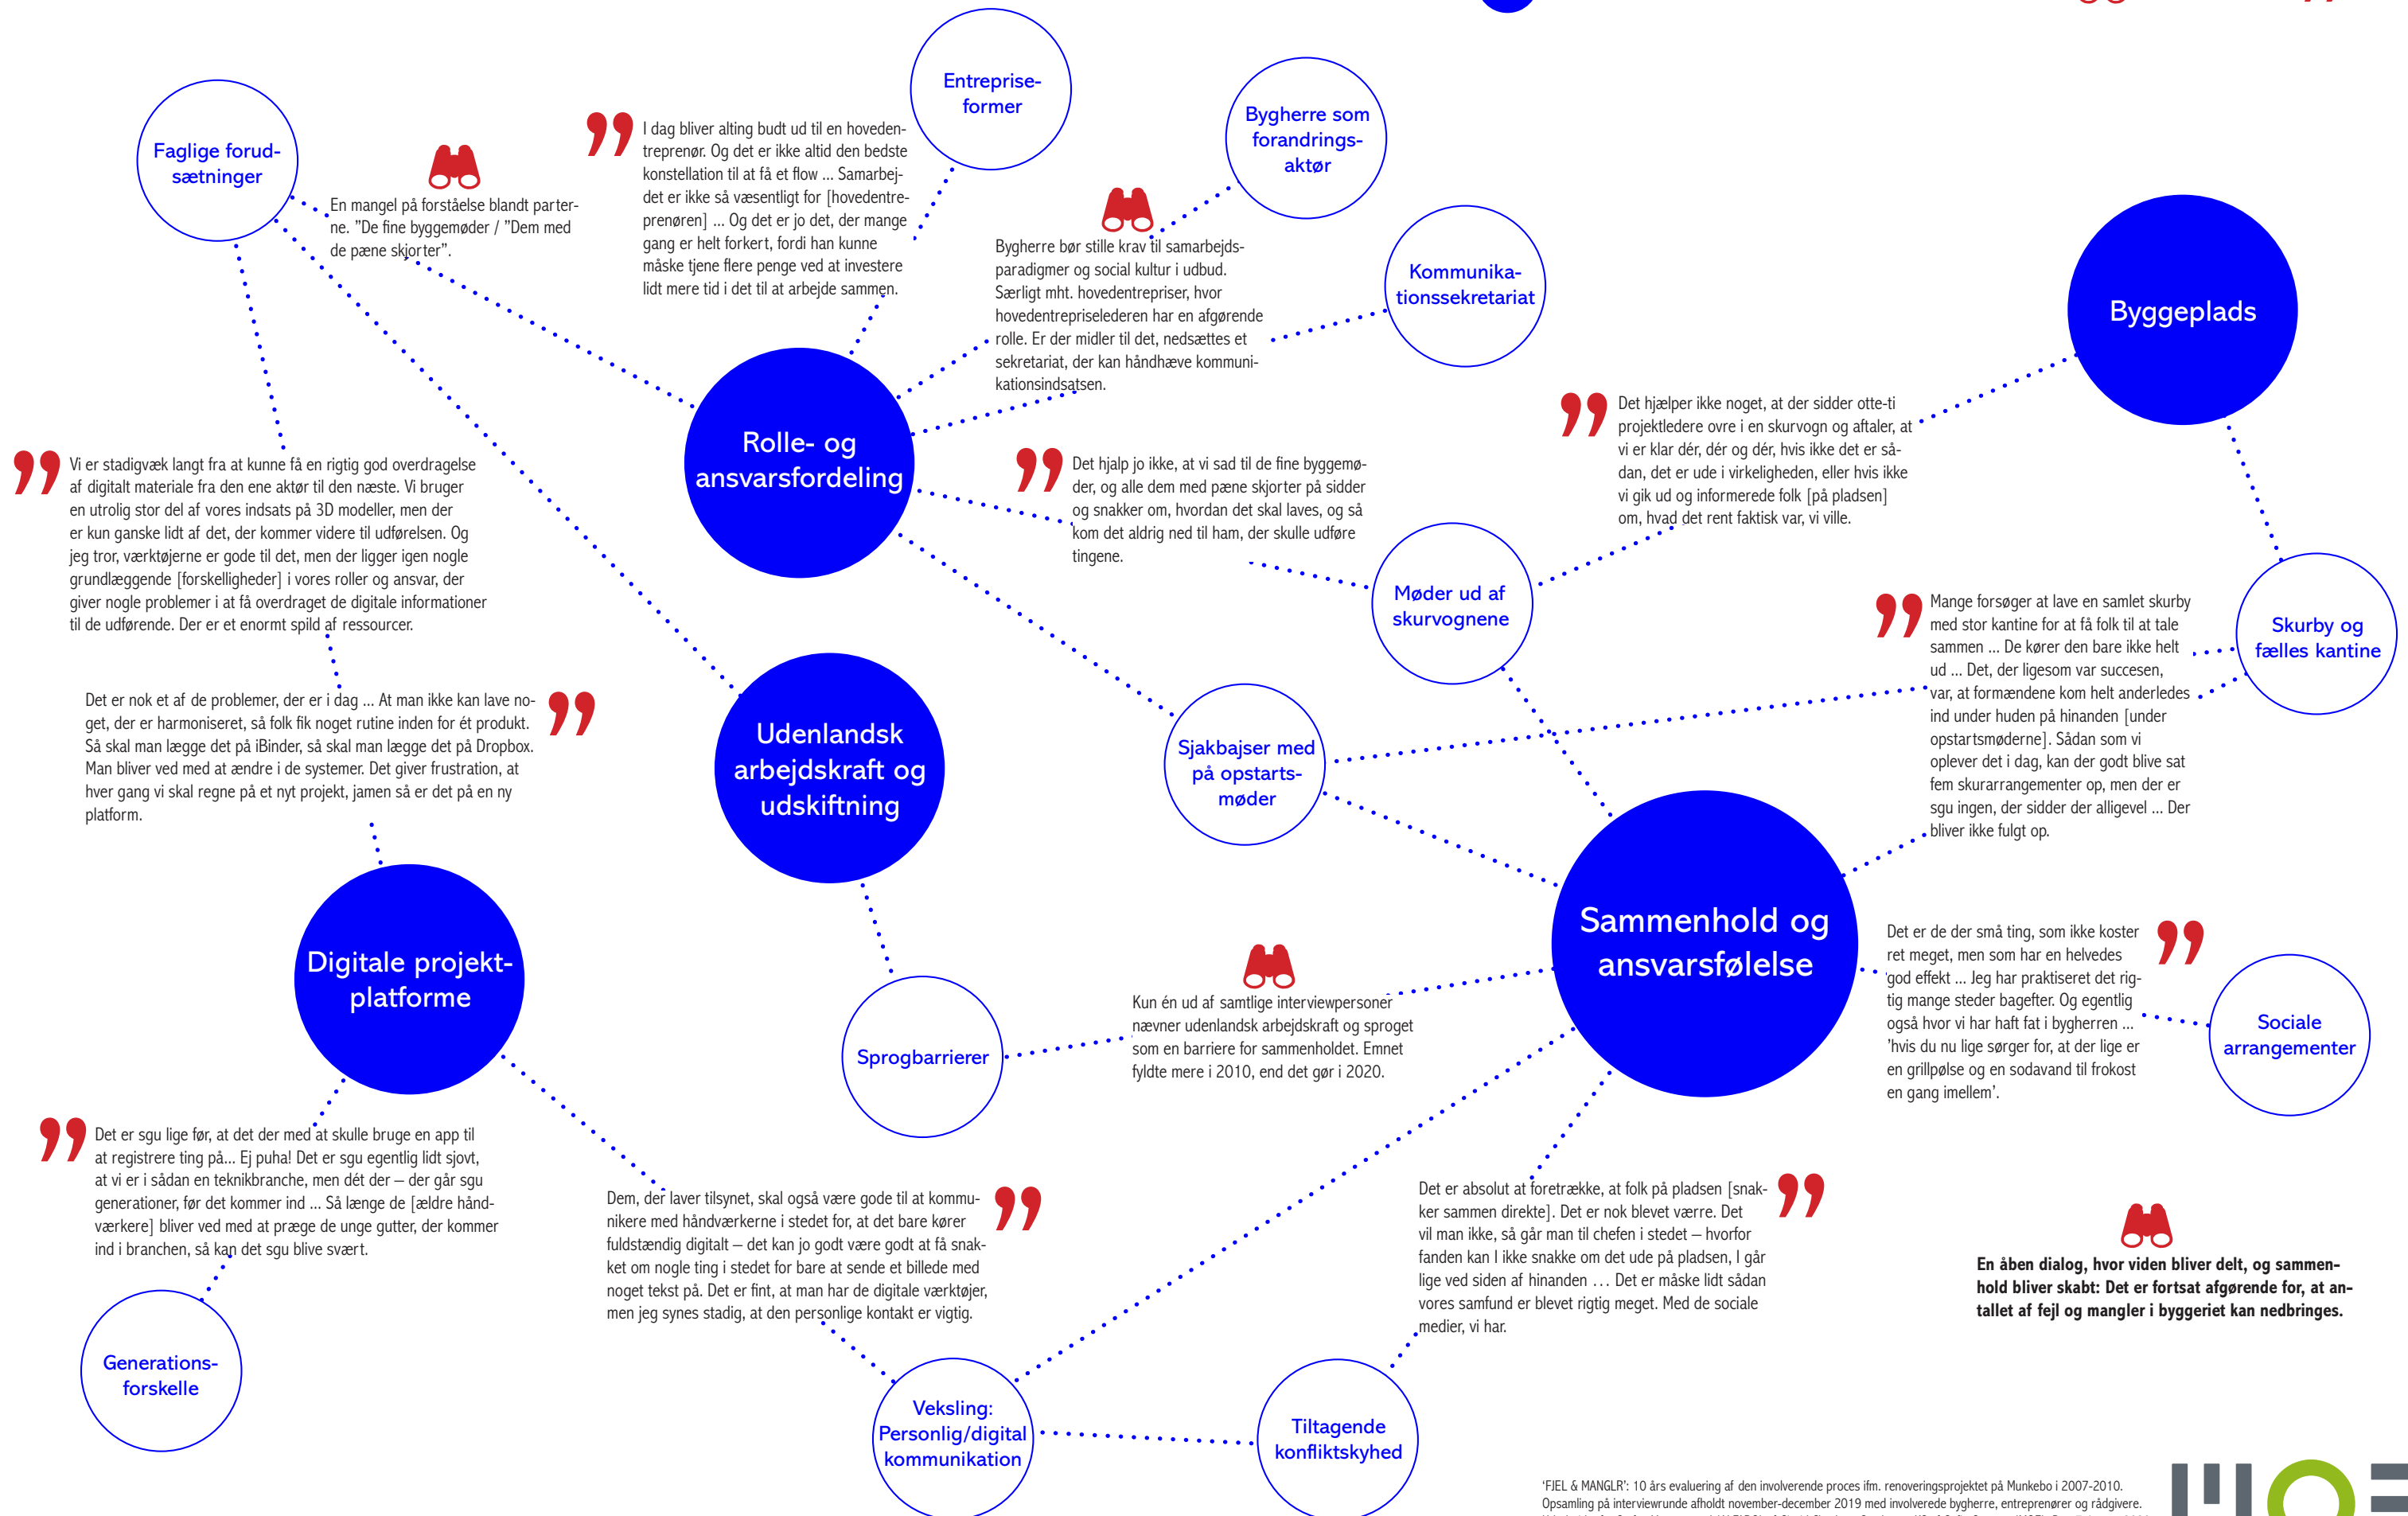 Entreprise-
former
Bygherre som
forandrings-
aktør
Faglige forud-
sætninger
I dag bliver alting budt ud til en hoveden-
treprenør. Og det er ikke altid den bedste
konstellation til at få et flow ... Samarbej-
det er ikke så væsentligt for [hovedentre-
prenøren] ... Og det er jo det, der mange
gang er helt forkert, fordi han kunne
måske tjene flere penge ved at investere
lidt mere tid i det til at arbejde sammen.
En mangel på forståelse blandt parter-
ne. ”De fine byggemøder / ”Dem med
de pæne skjorter”.
Bygherre bør stille krav til samarbejds-
paradigmer og social kultur i udbud.
Særligt mht. hovedentrepriser, hvor
hovedentrepriselederen har en afgørende
rolle. Er der midler til det, nedsættes et
sekretariat, der kan håndhæve kommuni-
kationsindsatsen.
Kommunika-
tionssekretariat
Byggeplads
Rolle- og
ansvarsfordeling
Det hjælper ikke noget, at der sidder otte-ti
projektledere ovre i en skurvogn og aftaler, at
vi er klar dér, dér og dér, hvis ikke det er så-
dan, det er ude i virkeligheden, eller hvis ikke
vi gik ud og informerede folk [på pladsen]
om, hvad det rent faktisk var, vi ville.
Vi er stadigvæk langt fra at kunne få en rigtig god overdragelse
af digitalt materiale fra den ene aktør til den næste. Vi bruger
en utrolig stor del af vores indsats på 3D modeller, men der
er kun ganske lidt af det, der kommer videre til udførelsen. Og
jeg tror, værktøjerne er gode til det, men der ligger igen nogle
grundlæggende [forskelligheder] i vores roller og ansvar, der
giver nogle problemer i at få overdraget de digitale informationer
til de udførende. Der er et enormt spild af ressourcer.
Det hjalp jo ikke, at vi sad til de fine byggemø-
der, og alle dem med pæne skjorter på sidder
og snakker om, hvordan det skal laves, og så
kom det aldrig ned til ham, der skulle udføre
tingene.
Møder ud af
skurvognene
Mange forsøger at lave en samlet skurby
med stor kantine for at få folk til at tale
sammen ... De kører den bare ikke helt
ud ... Det, der ligesom var succesen,
var, at formændene kom helt anderledes
ind under huden på hinanden [under
opstartsmøderne]. Sådan som vi
oplever det i dag, kan der godt blive sat
fem skurarrangementer op, men der er
sgu ingen, der sidder der alligevel ... Der
bliver ikke fulgt op.
Skurby og
fælles kantine
Det er nok et af de problemer, der er i dag ... At man ikke kan lave no-
get, der er harmoniseret, så folk fik noget rutine inden for ét produkt.
Så skal man lægge det på iBinder, så skal man lægge det på Dropbox.
Man bliver ved med at ændre i de systemer. Det giver frustration, at
hver gang vi skal regne på et nyt projekt, jamen så er det på en ny
platform.
Udenlandsk
arbejdskraft og
udskiftning
Sjakbajser med
på opstarts-
møder
Sammenhold og
ansvarsfølelse
Digitale projekt-
platforme
Det er de der små ting, som ikke koster
ret meget, men som har en helvedes
god effekt ... Jeg har praktiseret det rig-
tig mange steder bagefter. Og egentlig
også hvor vi har haft fat i bygherren ...
’hvis du nu lige sørger for, at der lige er
en grillpølse og en sodavand til frokost
en gang imellem’.
Sociale
arrangementer
Kun én ud af samtlige interviewpersoner
nævner udenlandsk arbejdskraft og sproget
som en barriere for sammenholdet. Emnet
fyldte mere i 2010, end det gør i 2020.
Sprogbarrierer
Det er sgu lige før, at det der med at skulle bruge en app til
at registrere ting på... Ej puha! Det er sgu egentlig lidt sjovt,
at vi er i sådan en teknikbranche, men dét der – der går sgu
generationer, før det kommer ind ... Så længe de [ældre hånd-
værkere] bliver ved med at præge de unge gutter, der kommer
ind i branchen, så kan det sgu blive svært.
Dem, der laver tilsynet, skal også være gode til at kommu-
nikere med håndværkerne i stedet for, at det bare kører
fuldstændig digitalt – det kan jo godt være godt at få snak-
ket om nogle ting i stedet for bare at sende et billede med
noget tekst på. Det er fint, at man har de digitale værktøjer,
men jeg synes stadig, at den personlige kontakt er vigtig.
Det er absolut at foretrække, at folk på pladsen [snak-
ker sammen direkte]. Det er nok blevet værre. Det
vil man ikke, så går man til chefen i stedet – hvorfor
fanden kan I ikke snakke om det ude på pladsen, I går
lige ved siden af hinanden ... Det er måske lidt sådan
vores samfund er blevet rigtig meget. Med de sociale
medier, vi har.
En åben dialog, hvor viden bliver delt, og sammen-
hold bliver skabt: Det er fortsat afgørende for, at an-
tallet af fejl og mangler i byggeriet kan nedbringes.
Generations-
forskelle
Veksling:
Personlig/digital
kommunikation
Tiltagende
konfliktskyhed
‘FJEL & MANGLR’: 10 års evaluering af den involverende proces ifm. renoveringsprojektet på Munkebo i 2007-2010.
Opsamling på interviewrunde afholdt november-december 2019 med involverede bygherre, entreprenører og rådgivere.